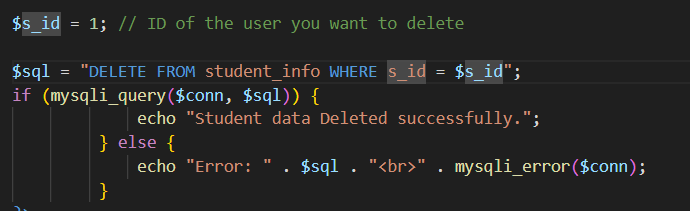 $s_id = 1; // ID of the user you want to delete
$sql = "DELETE FROM student_info WHERE s_id = $s_id";
if (mysqli_query($conn, $sql)) {
echo "Student data Deleted successfully.";
} else {
echo "Error: " . $sql . "<br>" . mysqli_error($conn);
}